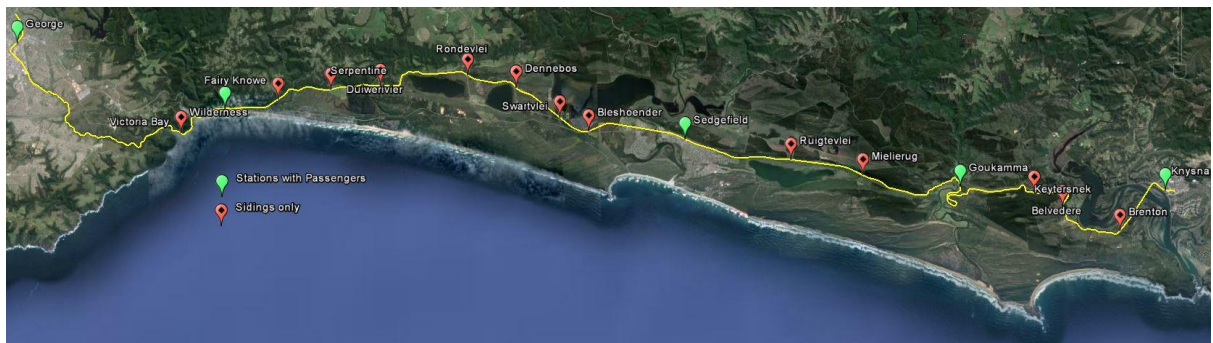 George
Victoria Bay
Wilderness
Fairy Knowe
Serpentine
Duiwerivier
Rondevlei
Dennebos
Swartvlei
Bleshoender
Sedgefield
Ruigtevlei
Mielierug
Goukamma
Keytersnek
Belvedere
Brenton
Knysna
Stations with Passengers
Sidings only